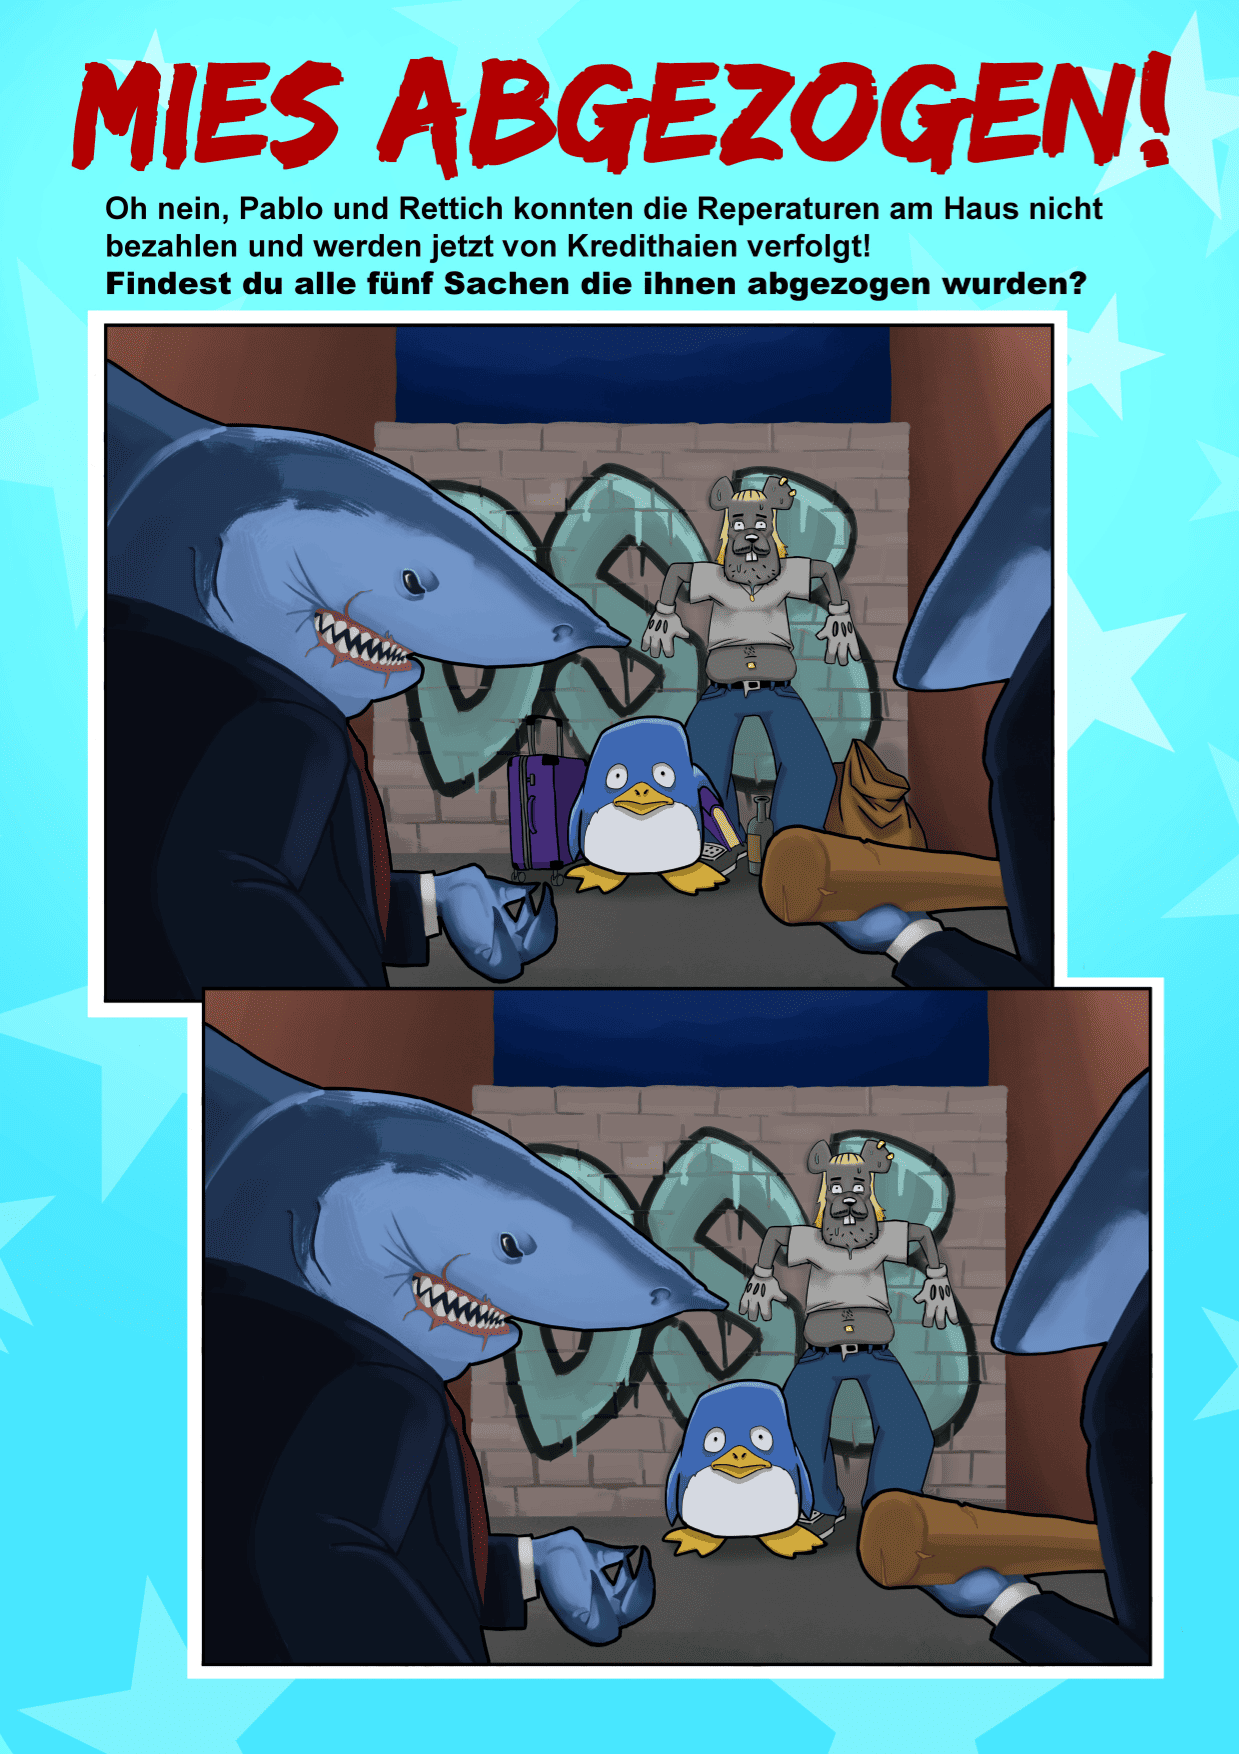 MIES ABGEZOGEN!
Oh nein, Pablo und Rettich konnten die Reperaturen am Haus nicht
bezahlen und werden jetzt von Kredithaien verfolgt!
Findest du alle fünf Sachen die ihnen abgezogen wurden?